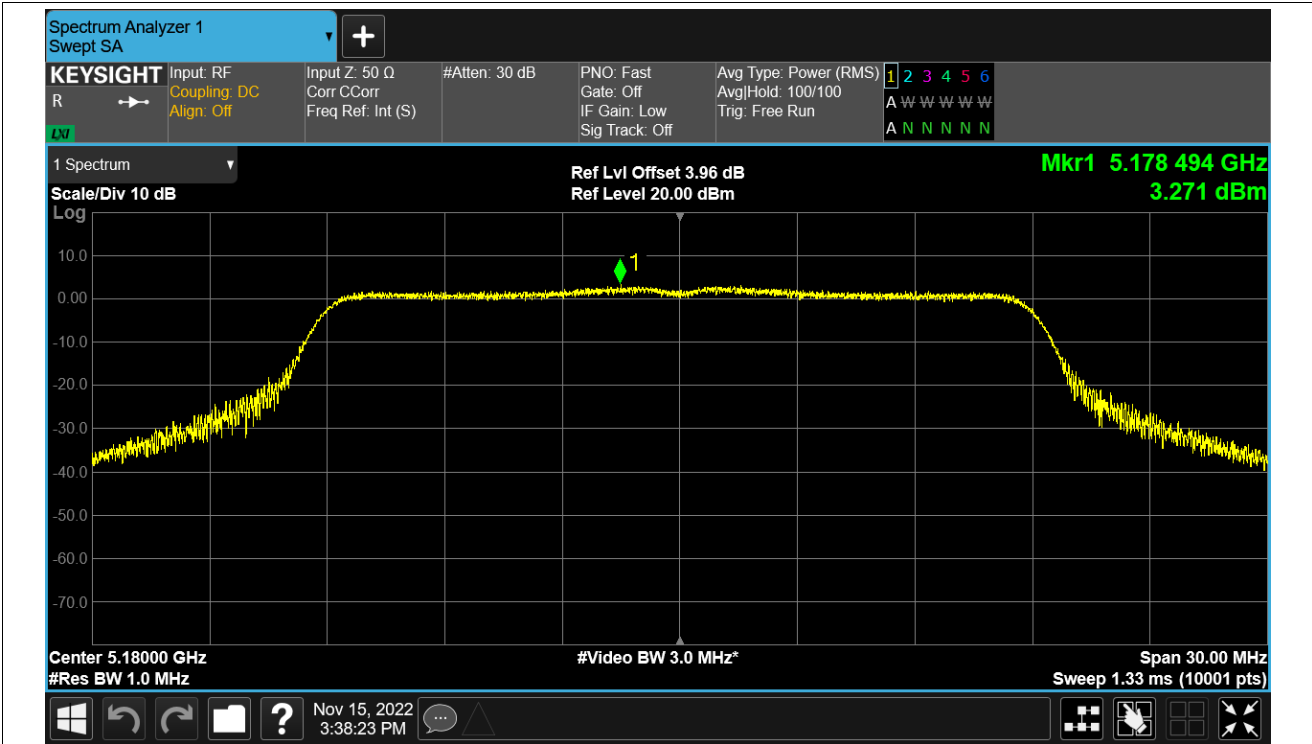 Spectrum Analyzer 1
Swept SA
KEYSIGHT
R
LXI
Input: RF
Coupling: DC
Align: Off
Input Z: 50 Ω
Corr CCorr
Freq Ref: Int (S)
#Atten: 30 dB
PNO: Fast
Gate: Off
IF Gain: Low
Sig Track: Off
Avg Type: Power (RMS)
Avg|Hold: 100/100
Trig: Free Run
1 2 3 4 5 6
A W W W W W
A N N N N N
1 Spectrum
Scale/Div 10 dB
Log
Ref Lvl Offset 3.96 dB
Ref Level 20.00 dBm
Mkr1 5.178 494 GHz
3.271 dBm
1
10.0
0.00
-10.0
-20.0
-30.0
-40.0
-50.0
-60.0
-70.0
Center 5.18000 GHz
#Res BW 1.0 MHz
#Video BW 3.0 MHz*
Span 30.00 MHz
Sweep 1.33 ms (10001 pts)
?
Nov 15, 2022
3:38:23 PM